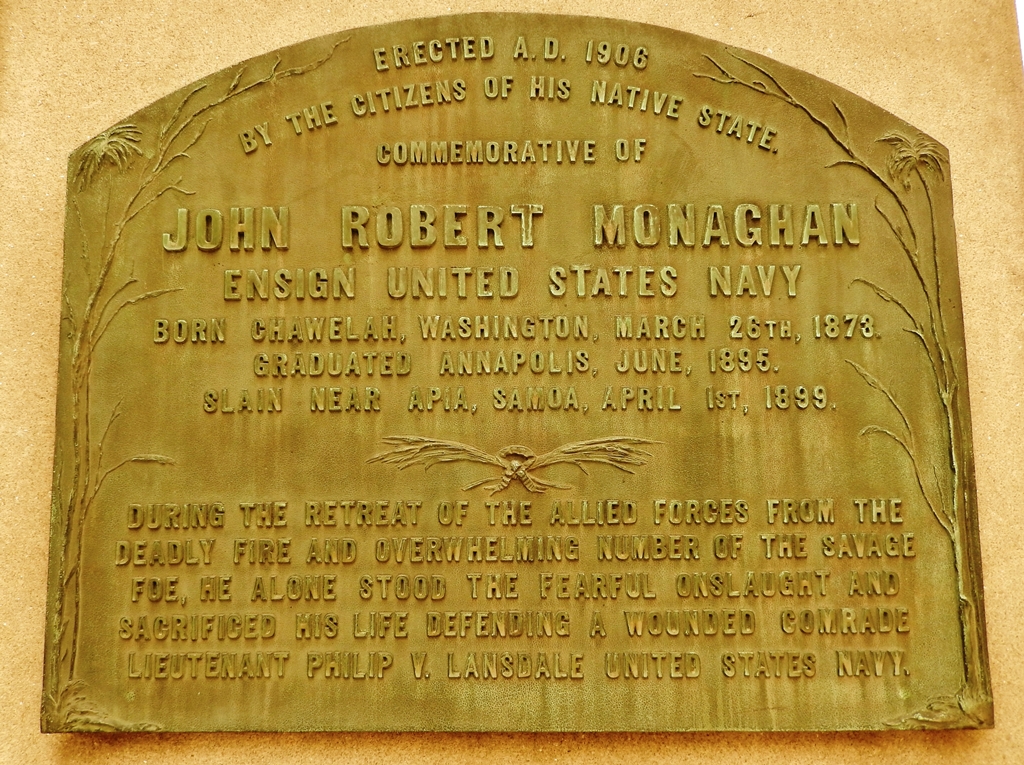 ERECTED A.D. 1906
BY THE CITIZENS OF HIS NATIVE STATE.
COMMEMORATIVE OF
JOHN ROBERT MONAGHAN
ENSIGN UNITED STATES NAVY
BORN CHAWELAH, WASHINGTON, MARCH 26TH, 1873.
GRADUATED ANNAPOLIS, JUNE, 1895.
SLAIN NEAR APIA, SAMOA, APRIL 1ST, 1899.
DURING THE RETREAT OF THE ALLIED FORCES FROM THE
DEADLY FIRE AND OVERWHELMING NUMBER OF THE SAVAGE
FOE, HE ALONE STOOD THE FEARFUL ONSLAUGHT AND
SACRIFICED HIS LIFE DEFENDING A WOUNDED COMRADE
LIEUTENANT PHILIP V. LANSDALE UNITED STATES NAVY.